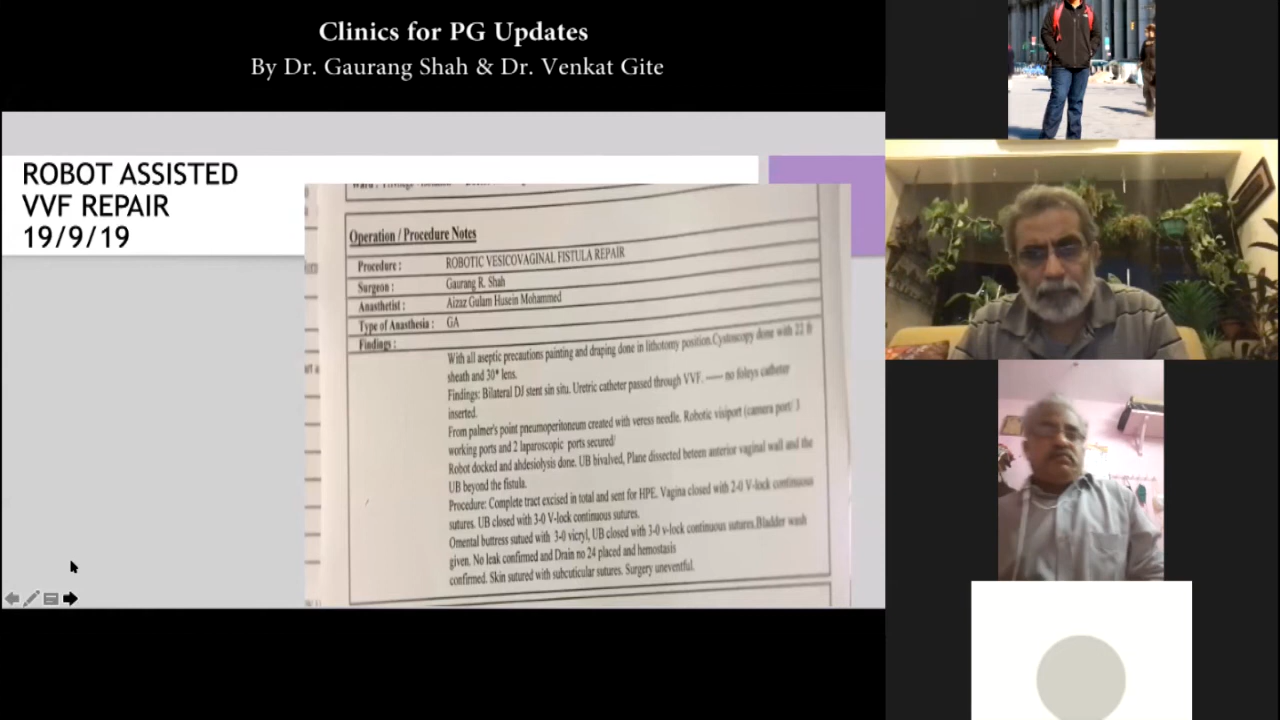 Clinics for PG Updates
By Dr. Gaurang Shah & Dr. Venkat Gite
ROBOT ASSISTED
VVF REPAIR
19/9/19
Operation / Procedure Notes
Procedure : ROBOTIC VESICOVAGINAL FISTULA REPAIR
Surgeon : Gaurang R. Shah
Anasthetist : Aizaz Gulam Husein Mohammed
Type of Anasthesia : GA
Findings :
With all aseptic precautions painting and draping done in lithotomy position.Cystoscopy done with 22 fr
sheath and 30* lens.
Findings: Bilateral DJ stent sin situ. Uretric catheter passed through VVF. ---- no foleys catheter
inserted.
From palmer's point pneumoperitoneum created with veress needle. Robotic visiport (camera port/ 3
working ports and 2 laparoscopic ports secured/
Robot docked and ahdesiolysis done. UB bivalved, Plane dissected beteen anterior vaginal wall and the
UB beyond the fistula.
Procedure: Complete tract excised in total and sent for HPE. Vagina closed with 2-0 V-lock continuous
sutures. UB closed with 3-0 V-lock continuous sutures.
Omental buttress sutued with 3-0 vicryl, UB closed with 3-0 v-lock continuous sutures.Bladder wash
given. No leak confirmed and Drain no 24 placed and hemostasis
confirmed. Skin sutured with subcuticular sutures. Surgery uneventful.